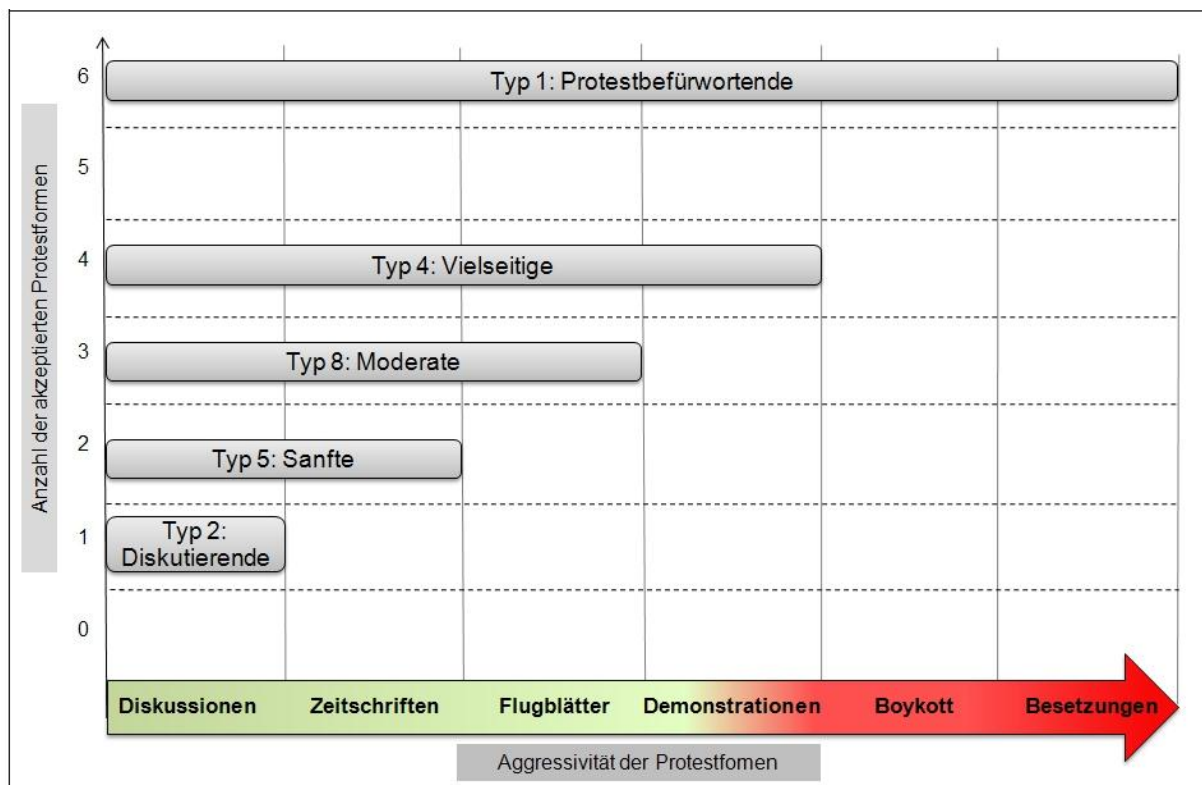 Anzahl der akzeptierten Protestformen
6
Typ 1: Protestbefürwortende
5
4
Typ 4: Vielseitige
3
Typ 8: Moderate
2
Typ 5: Sanfte
1
Typ 2:
Diskutierende
0
Diskussionen Zeitschriften Flugblätter Demonstrationen Boykott Besetzungen
Aggressivität der Protestfomen